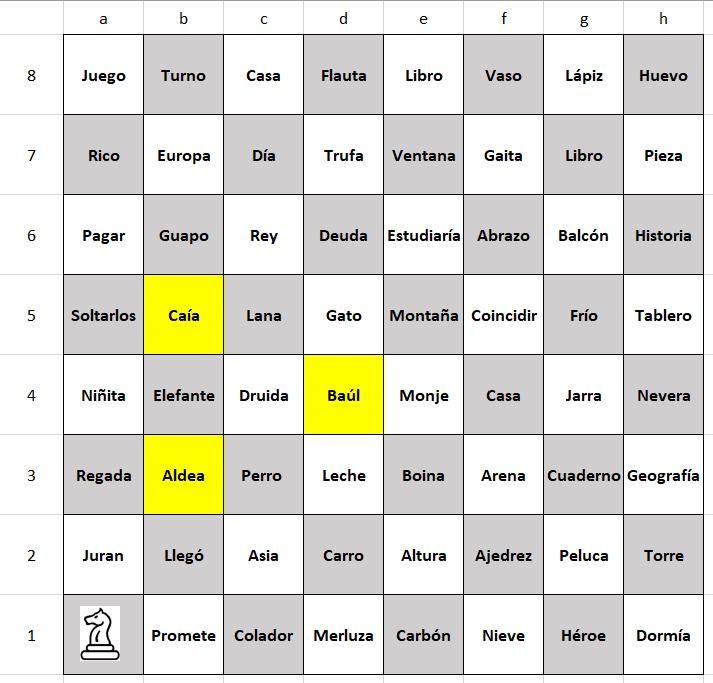 a b c d e f g h
8 Juego Turno Casa Flauta Libro Vaso Lápiz Huevo
7 Rico Europa Día Trufa Ventana Gaita Libro Pieza
6 Pagar Guapo Rey Deuda Estudiaría Abrazo Balcón Historia
5 Soltarlos Caía Lana Gato Montaña Coincidir Frío Tablero
4 Niñita Elefante Druida Baúl Monje Casa Jarra Nevera
3 Regada Aldea Perro Leche Boina Arena Cuaderno Geografía
2 Juran Llegó Asia Carro Altura Ajedrez Peluca Torre
1 Promete Colador Merluza Carbón Nieve Héroe Dormía